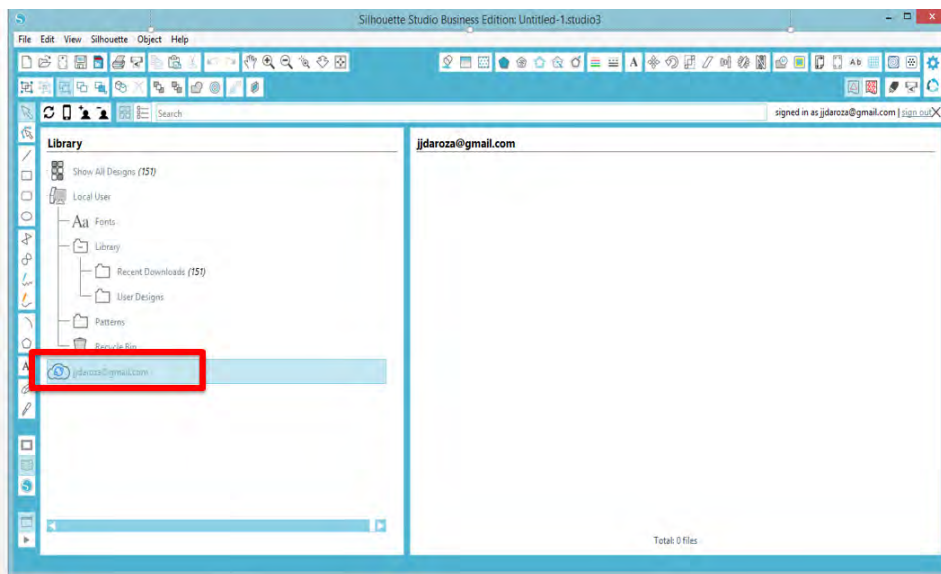 Silhouette Studio Business Edition: Untitled-1.studio3
File Edit View Silhouette Object Help
Search
signed in as jjdaroza@gmail.com | sign out
Library
Show All Designs (151)
Local User
Fonts
Library
Recent Downloads (151)
User Designs
Patterns
Recycle Bin
jjdaroza@gmail.com
jjdaroza@gmail.com
Total: 0 files